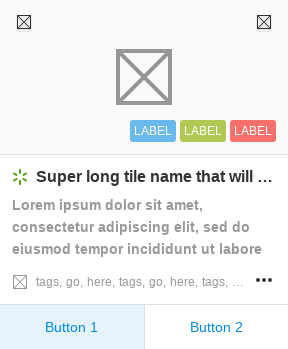 LABEL LABEL LABEL
Super long tile name that will ...
Lorem ipsum dolor sit amet,
consectetur adipiscing elit, sed do
eiusmod tempor incididunt ut labore
tags, go, here, tags, go, here, tags, ...
Button 1 Button 2